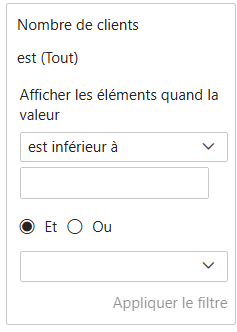 Nombre de clients
est (Tout)
Afficher les éléments quand la
valeur
est inférieur à
Et Ou
Appliquer le filtre